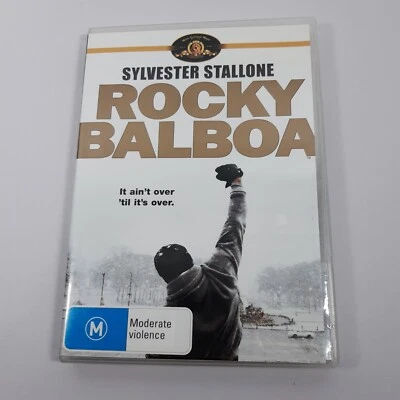 SYLVESTER STALLONE
ROCKY
BALBOA
It ain't over
'til it's over.
M
Moderate
violence